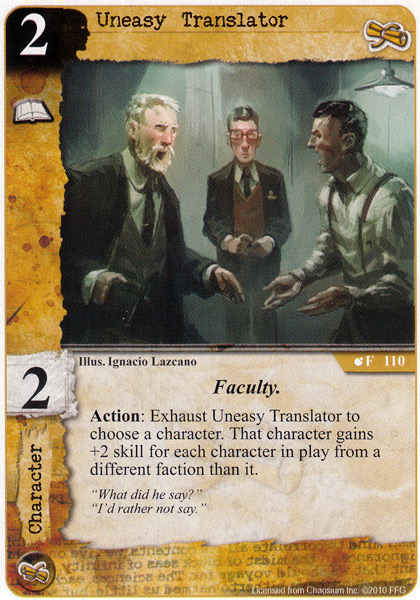 2 Uneasy Translator
Illus. Ignacio Lazcano
F 110
2
Faculty.
Action: Exhaust Uneasy Translator to
choose a character. That character gains
+2 skill for each character in play from a
different faction than it.
“What did he say?”
“I’d rather not say.”
Character
Licensed from Chaosium Inc. ©2010 FFG